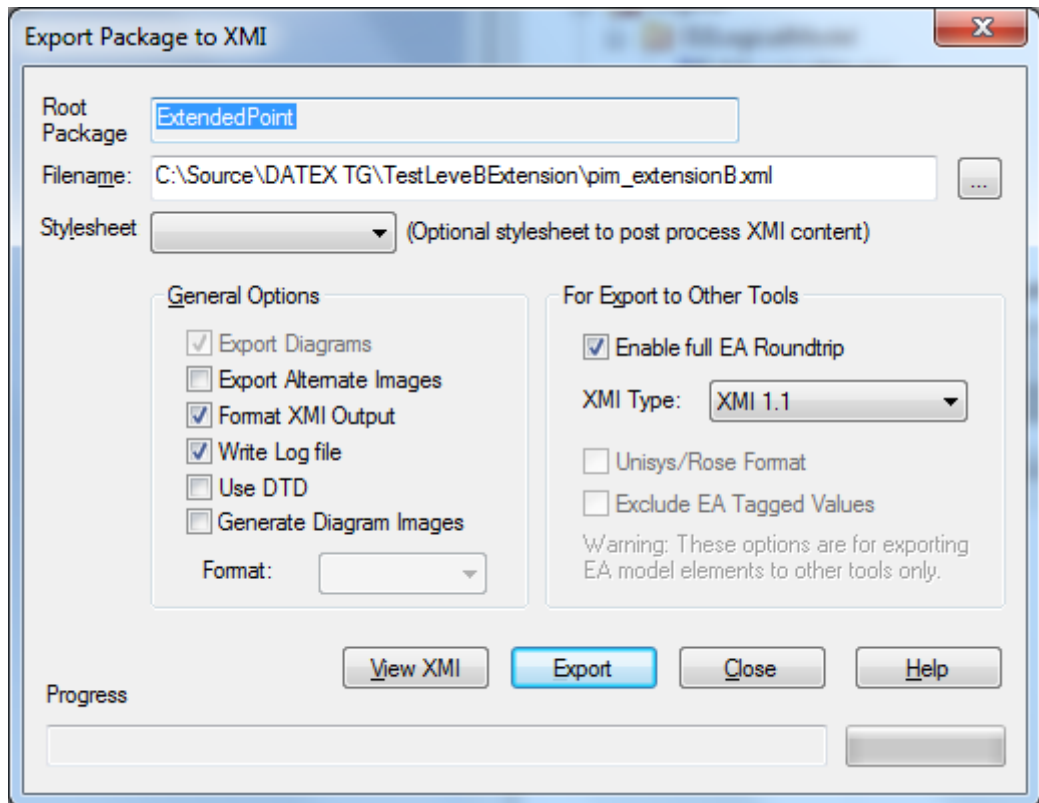 Export Package to XMI
Root
Package
ExtendedPoint
Filename: C:\Source\DATEX TG\TestLeveBExtension\pim_extensionB.xml ...
Stylesheet (Optional stylesheet to post process XMI content)
General Options
Export Diagrams
Export Alternate Images
Format XMI Output
Write Log file
Use DTD
Generate Diagram Images
Format:
For Export to Other Tools
Enable full EA Roundtrip
XMI Type: XMI 1.1
Unisys/Rose Format
Exclude EA Tagged Values
Warning: These options are for exporting
EA model elements to other tools only.
View XMI Export Close Help
Progress